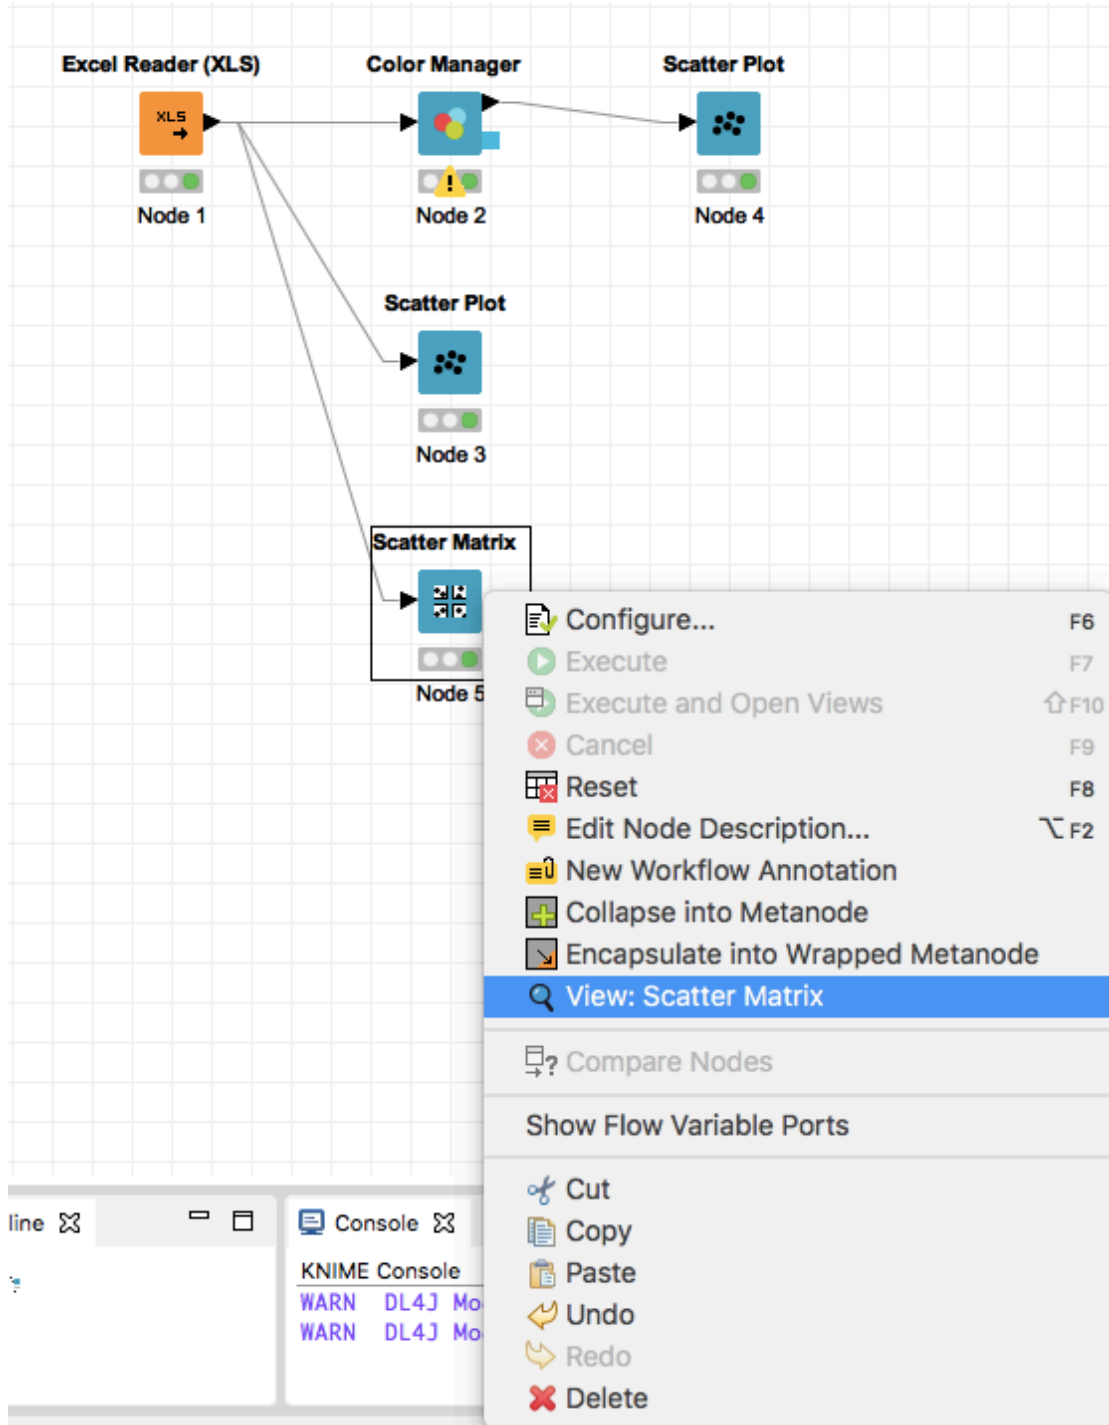 Excel Reader (XLS)
Color Manager
Scatter Plot
XLS
Node 1
Node 2
Node 4
Scatter Plot
Node 3
Scatter Matrix
Node 5
Configure... F6
Execute F7
Execute and Open Views ⇧F10
Cancel F9
Reset F8
Edit Node Description... ⌥F2
New Workflow Annotation
Collapse into Metanode
Encapsulate into Wrapped Metanode
View: Scatter Matrix
Compare Nodes
Show Flow Variable Ports
Cut
Copy
Paste
Undo
Redo
Delete
line
Console
KNIME Console
WARN DL4J Mo
WARN DL4J Mo